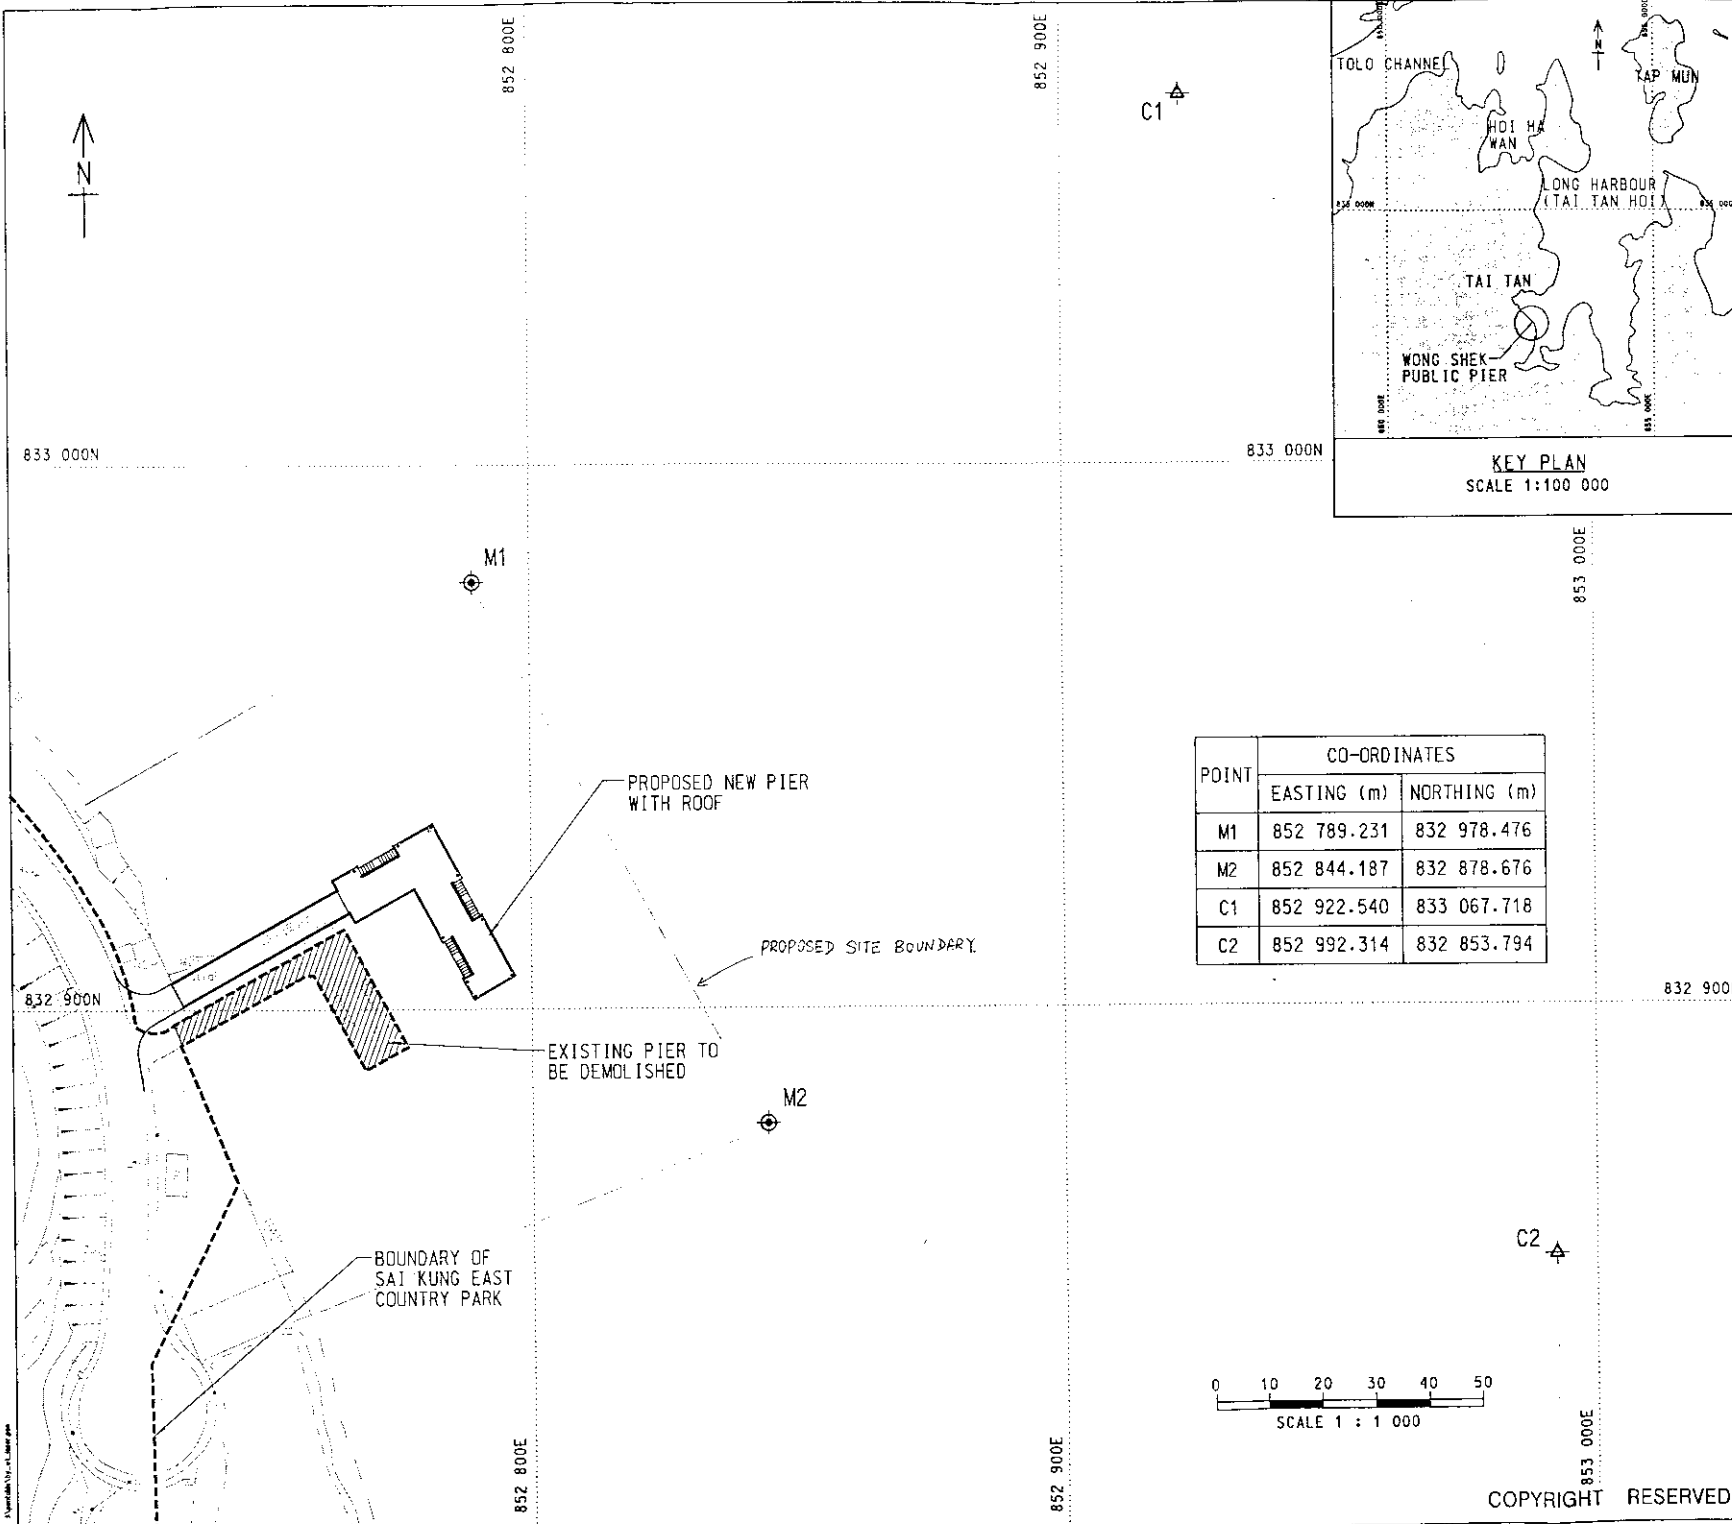 852 800E
852 900E
N
C1
833 000N
833 000N
M1
853 000E
TOLO CHANNEL
N
TAP MUN
HOI HA
WAN
LONG HARBOUR
(TAI TAN HOI)
835 000N
TAI TAN
WONG SHEK
PUBLIC PIER
855 000E
KEY PLAN
SCALE 1:100 000
PROPOSED NEW PIER
WITH ROOF
POINT CO-ORDINATES
EASTING (m) NORTHING (m)
M1 852 789.231 832 978.476
M2 852 844.187 832 878.676
C1 852 922.540 833 067.718
C2 852 992.314 832 853.794
PROPOSED SITE BOUNDARY
832 900N
832 900
EXISTING PIER TO
BE DEMOLISHED
M2
C2
BOUNDARY OF
SAI KUNG EAST
COUNTRY PARK
0 10 20 30 40 50
SCALE 1 : 1 000
852 800E
852 900E
853 000E
COPYRIGHT RESERVED